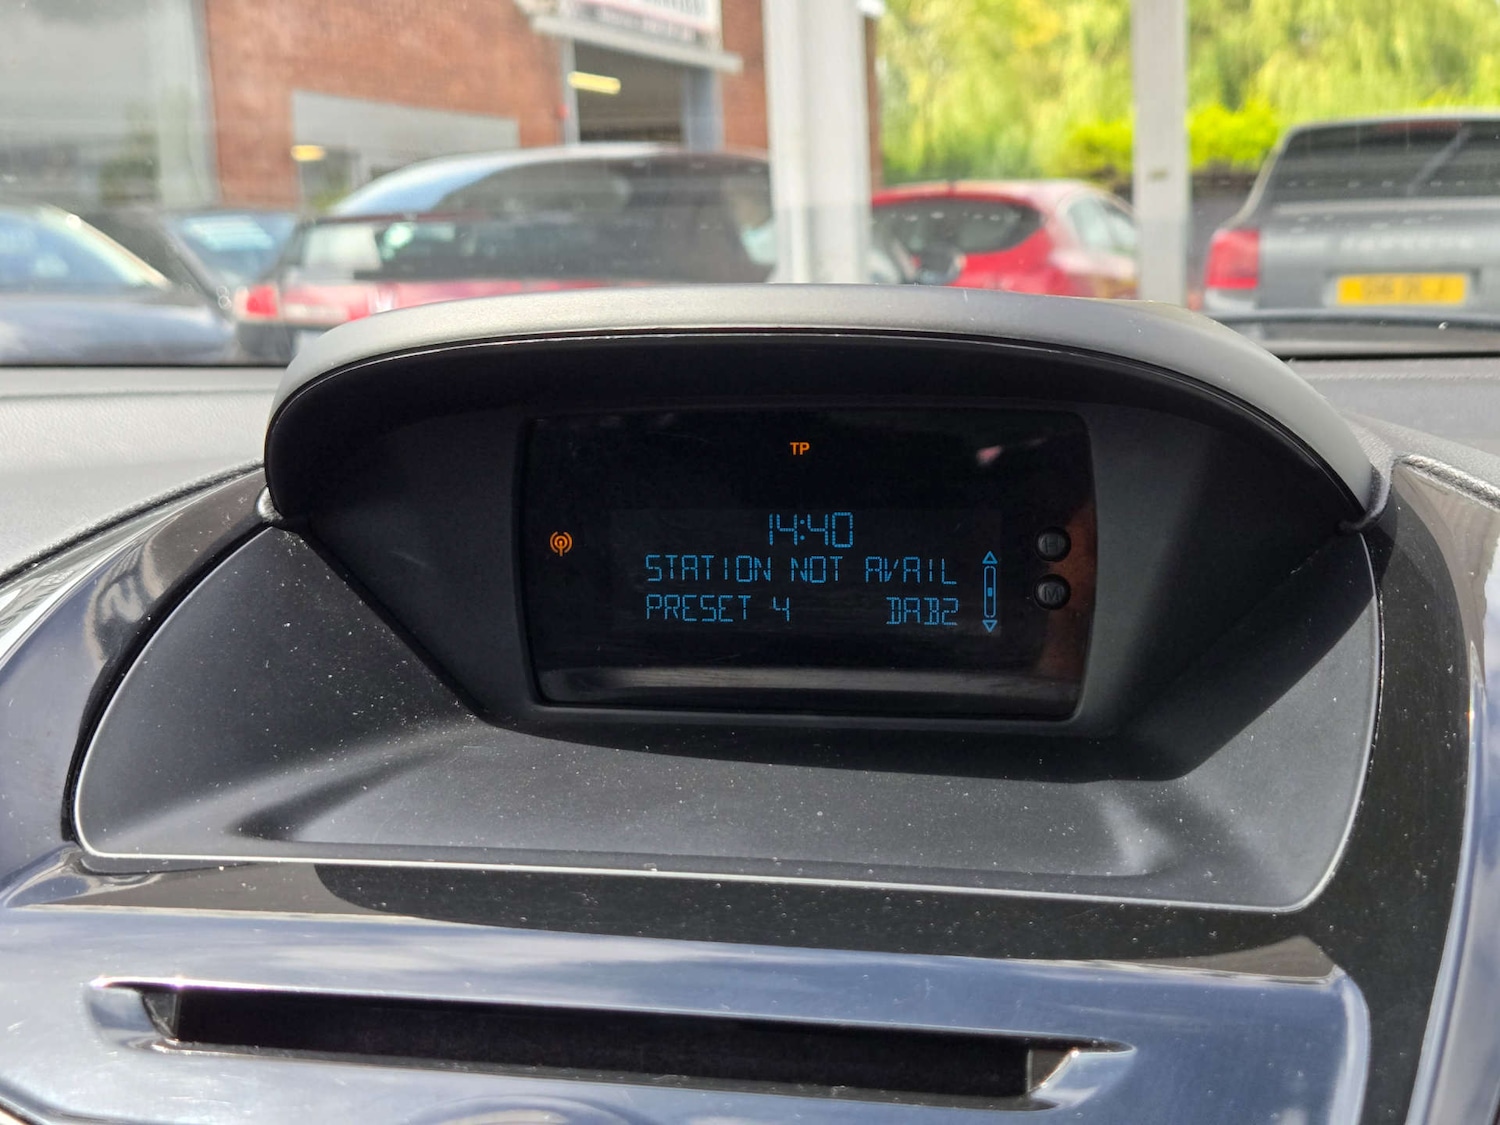 TP
14:40
STATION NOT AVAIL
PRESET 4 DAB2
H
M